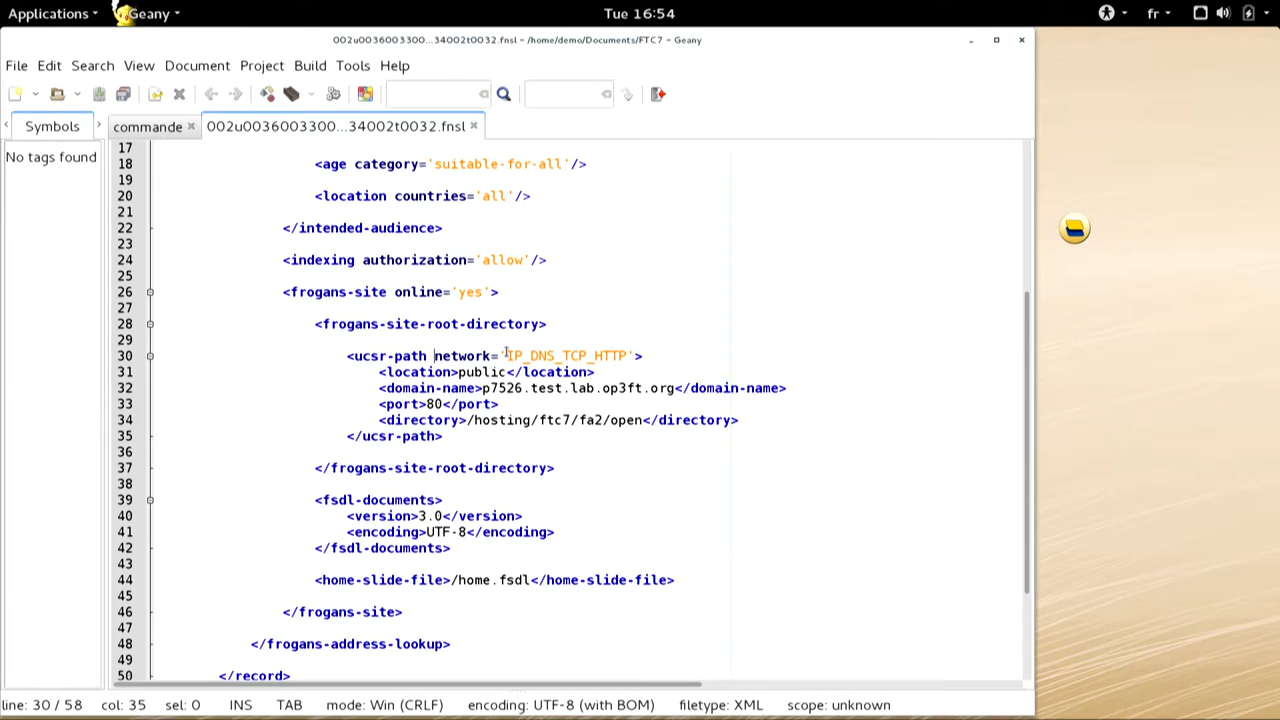 Applications Geany Tue 16:54 fr
002u0036003300...34002t0032.fnsl – /home/demo/Documents/FTC7 – Geany
File Edit Search View Document Project Build Tools Help
Symbols commande 002u0036003300...34002t0032.fnsl
No tags found
17
18 <age category='suitable-for-all'/>
19
20 <location countries='all'/>
21
22 </intended-audience>
23
24 <indexing authorization='allow'/>
25
26 <frogans-site online='yes'>
27
28 <frogans-site-root-directory>
29
30 <ucsr-path network='IP_DNS_TCP_HTTP'>
31 <location>public</location>
32 <domain-name>p7526.test.lab.op3ft.org</domain-name>
33 <port>80</port>
34 <directory>/hosting/ftc7/fa2/open</directory>
35 </ucsr-path>
36
37 </frogans-site-root-directory>
38
39 <fsdl-documents>
40 <version>3.0</version>
41 <encoding>UTF-8</encoding>
42 </fsdl-documents>
43
44 <home-slide-file>/home.fsdl</home-slide-file>
45
46 </frogans-site>
47
48 </frogans-address-lookup>
49
50 </record>
line: 30 / 58 col: 35 sel: 0 INS TAB mode: Win (CRLF) encoding: UTF-8 (with BOM) filetype: XML scope: unknown